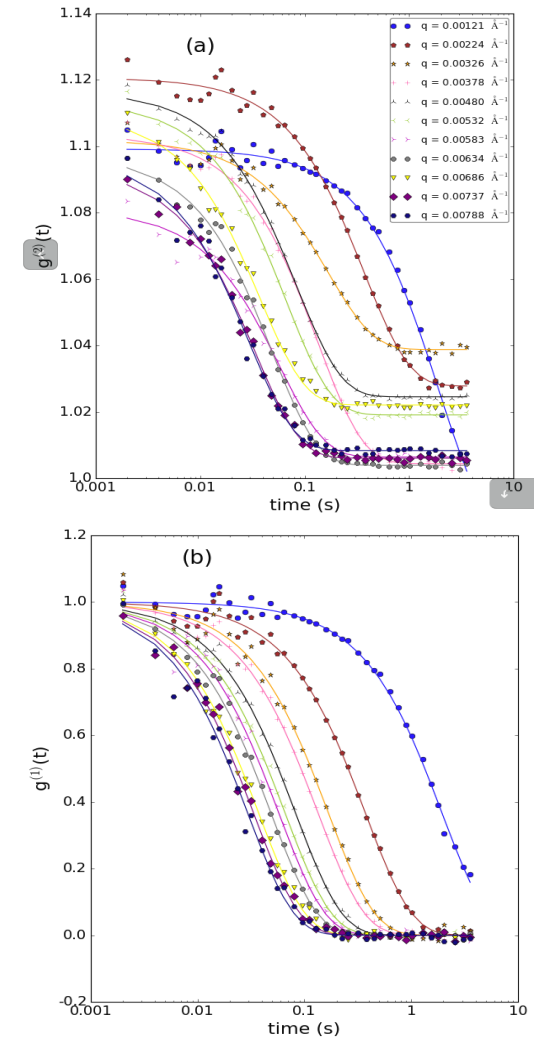 1.14
(a)
q = 0.00121 Å⁻¹
q = 0.00224 Å⁻¹
q = 0.00326 Å⁻¹
q = 0.00378 Å⁻¹
q = 0.00480 Å⁻¹
q = 0.00532 Å⁻¹
q = 0.00583 Å⁻¹
q = 0.00634 Å⁻¹
q = 0.00686 Å⁻¹
q = 0.00737 Å⁻¹
q = 0.00788 Å⁻¹
1.12
1.1
1.08
g⁽²⁾(t)
1.06
1.04
1.02
1.0
0.001 0.01 0.1 1 10
time (s)
1.2
(b)
1.0
0.8
0.6
g⁽¹⁾(t)
0.4
0.2
0.0
-0.2
0.001 0.01 0.1 1 10
time (s)